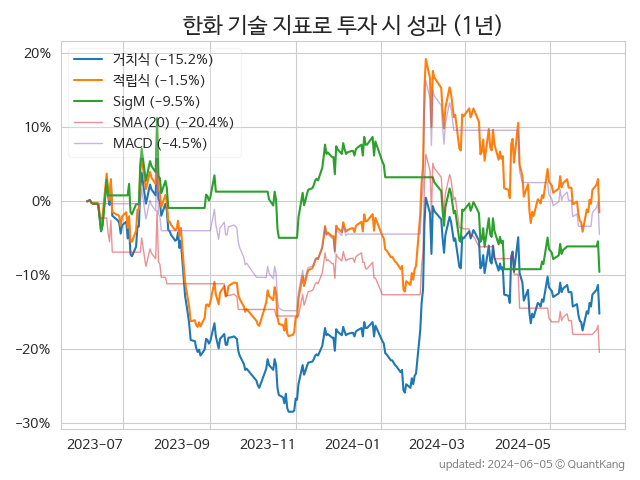 한화 기술 지표로 투자 시 성과 (1년)
거치식 (-15.2%)
적립식 (-1.5%)
SigM (-9.5%)
SMA(20) (-20.4%)
MACD (-4.5%)
20%
10%
0%
-10%
-20%
-30%
2023-07 2023-09 2023-11 2024-01 2024-03 2024-05
updated: 2024-06-05 © QuantKang